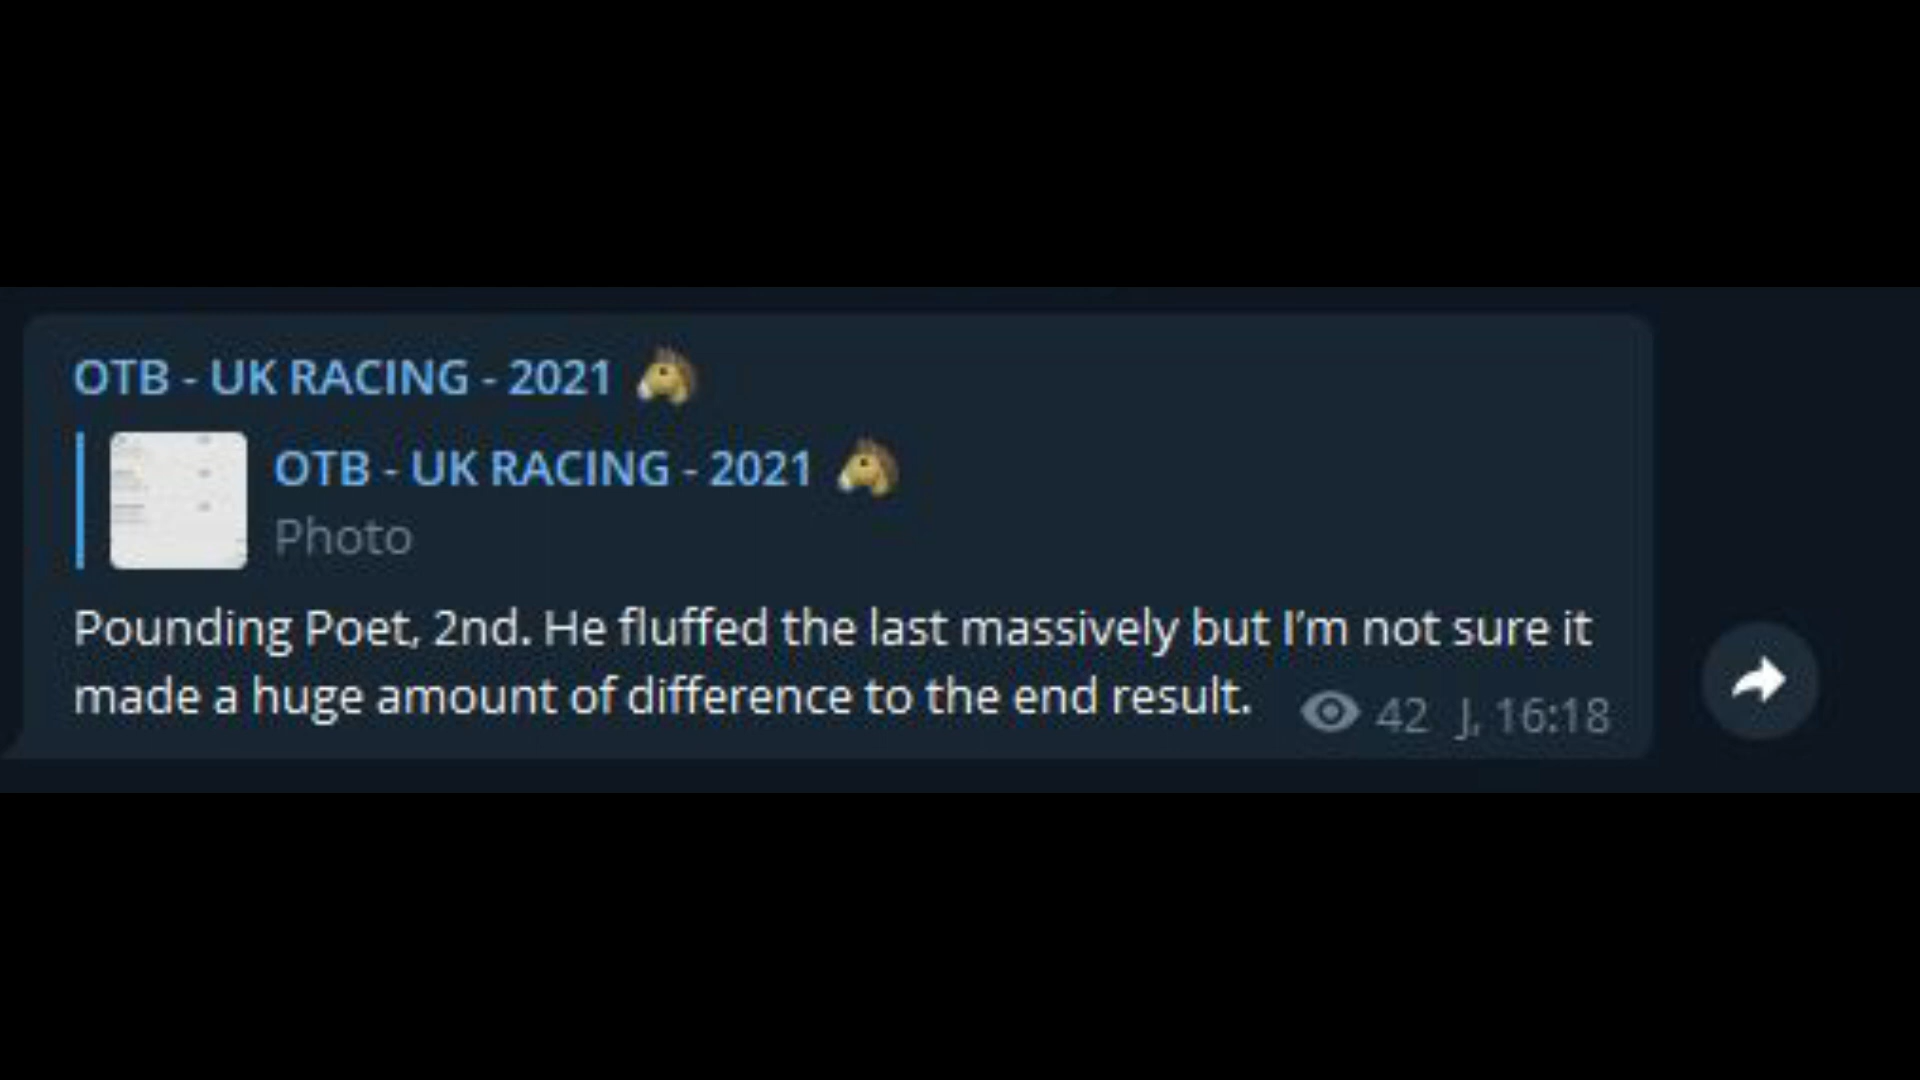 OTB - UK RACING - 2021 🐴
OTB - UK RACING - 2021 🐴
Photo
Pounding Poet, 2nd. He fluffed the last massively but I’m not sure it
made a huge amount of difference to the end result.
42 J, 16:18